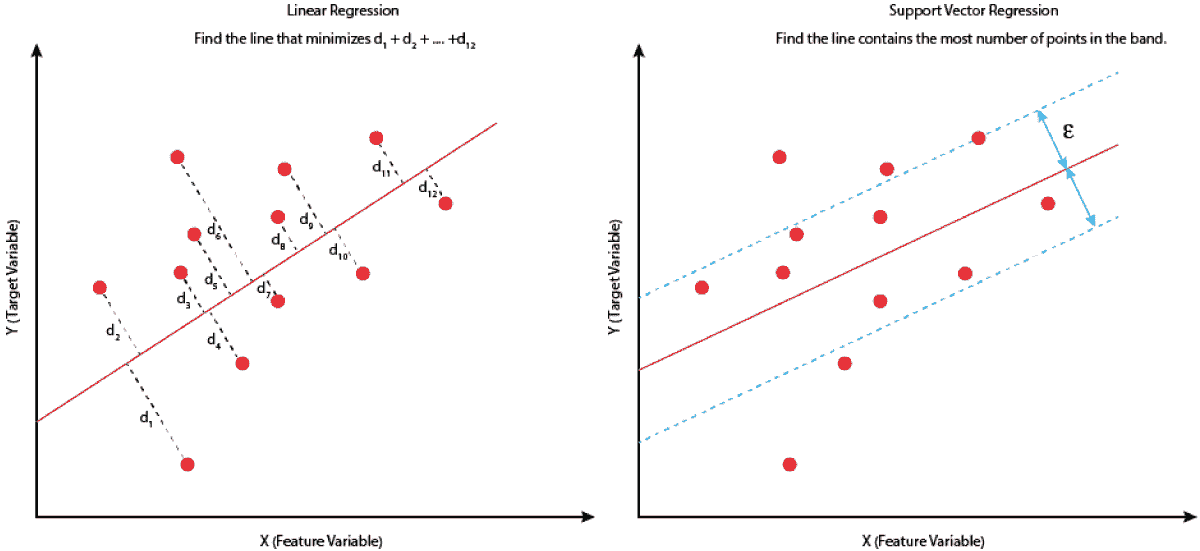 Linear Regression
Find the line that minimizes d₁ + d₂ + .... +d₁₂
Y (Target Variable)
d₁
d₂
d₃
d₄
d₅
d₆
d₇
d₈
d₉
d₁₀
d₁₁
d₁₂
X (Feature Variable)
Support Vector Regression
Find the line contains the most number of points in the band.
Y (Target Variable)
ε
X (Feature Variable)